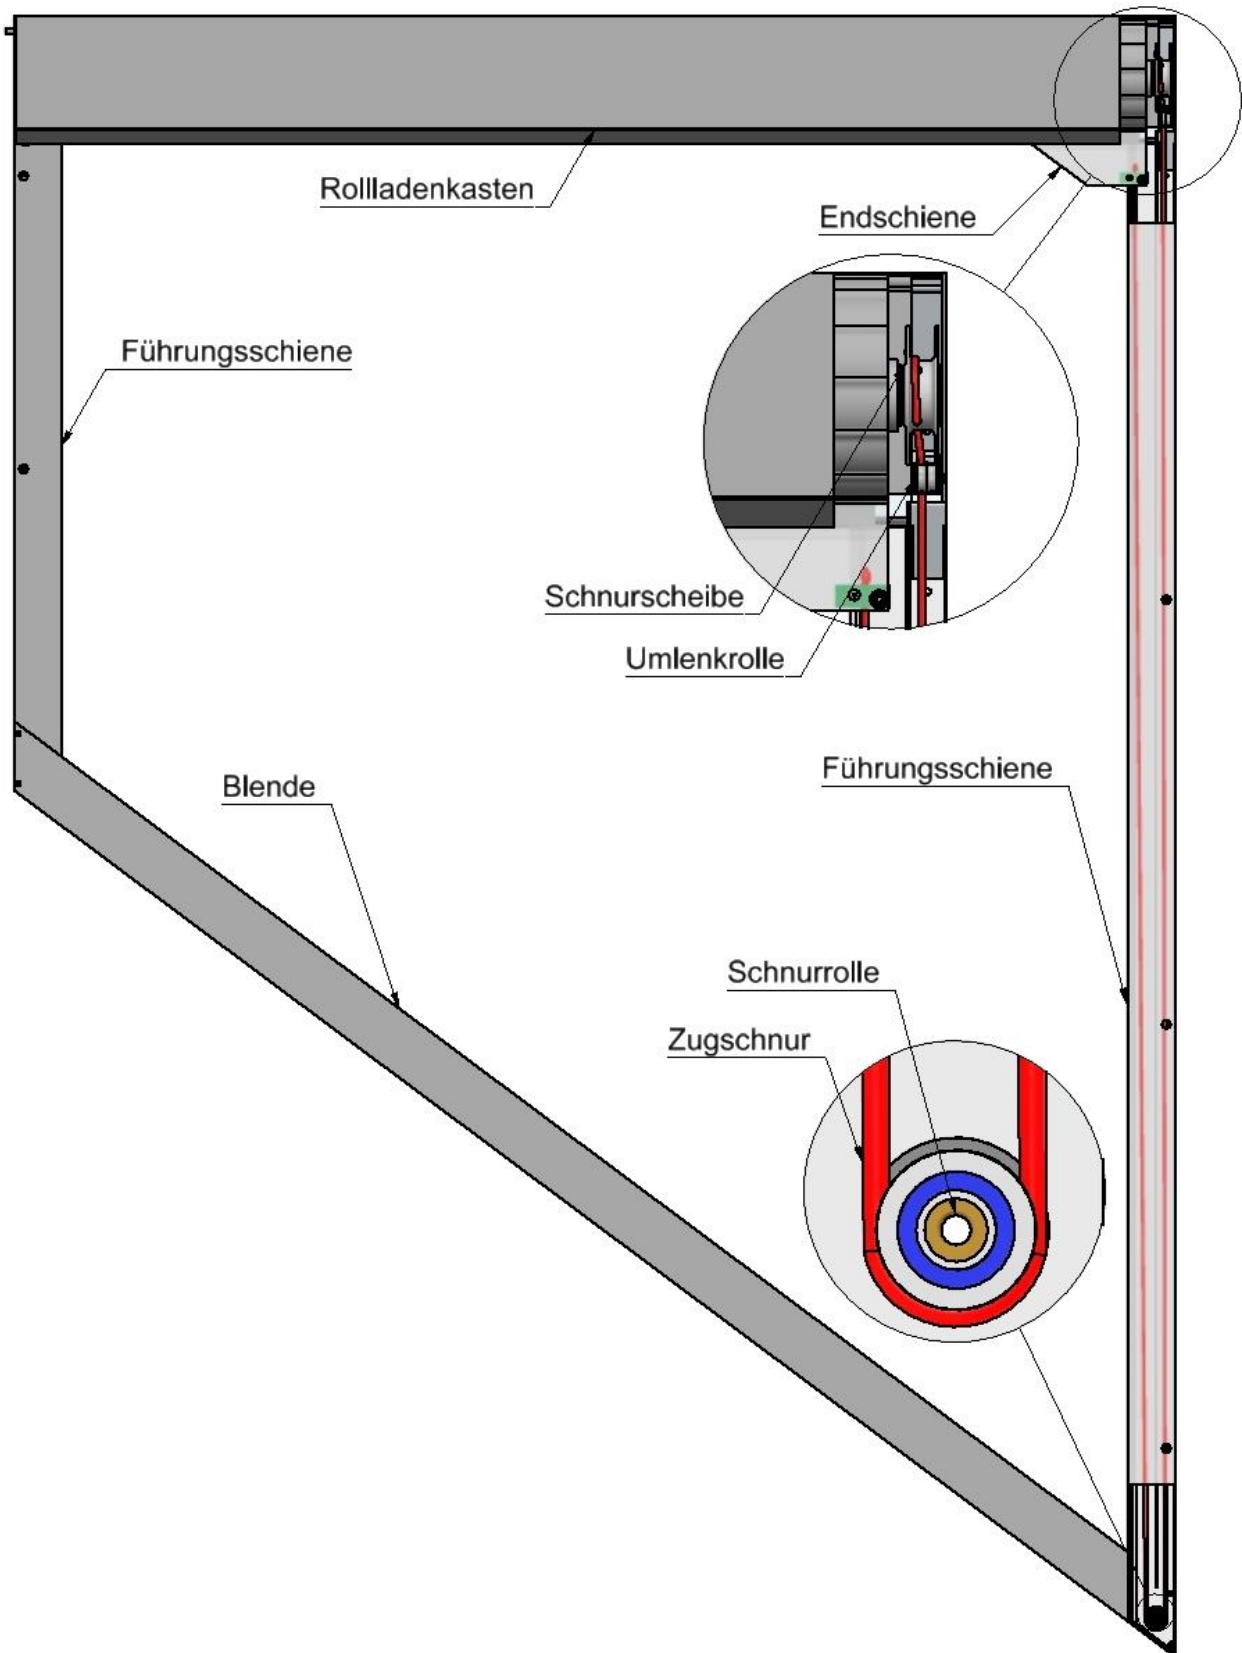 Rollladenkasten
Endschiene
Führungsschiene
Schnurscheibe
Umlenkrolle
Führungsschiene
Blende
Schnurrolle
Zugschnur